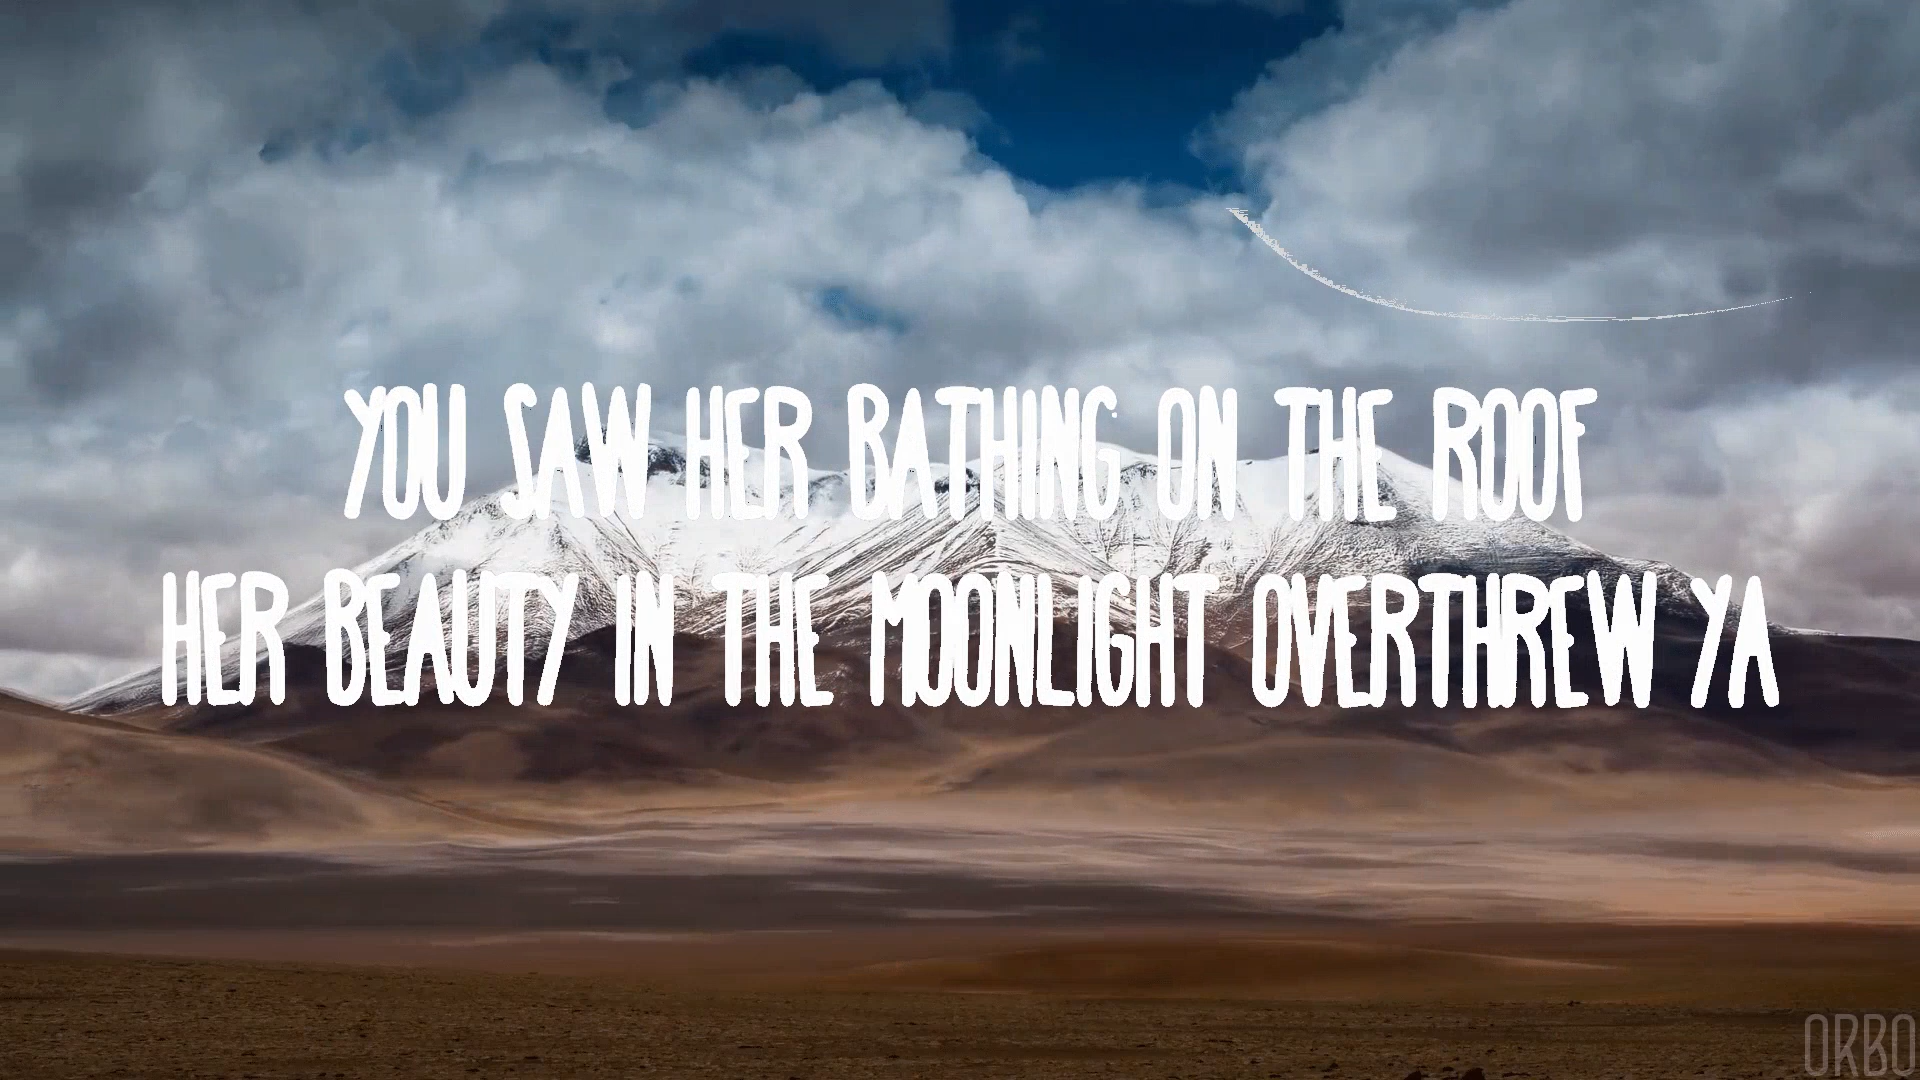 YOU SAW HER BATHING ON THE ROOF
HER BEAUTY IN THE MOONLIGHT OVERTHREW YA
ORBO